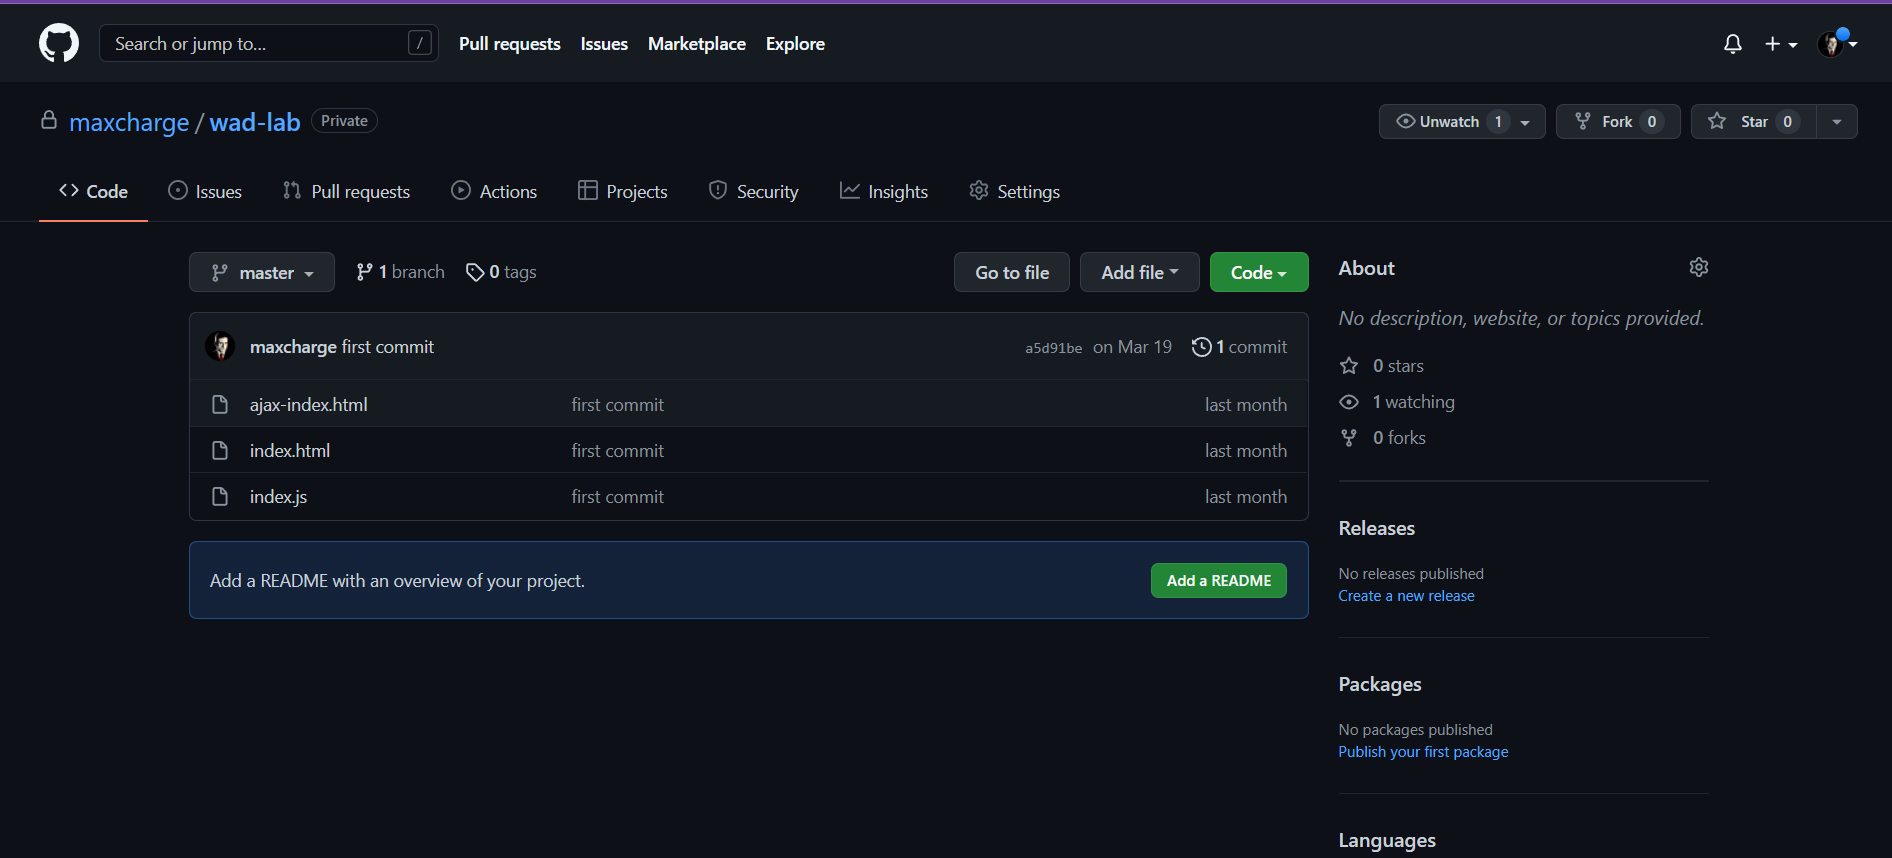 Search or jump to... /
Pull requests Issues Marketplace Explore
maxcharge / wad-lab Private
Unwatch 1 Fork 0 Star 0
Code Issues Pull requests Actions Projects Security Insights Settings
master 1 branch 0 tags
Go to file Add file Code
maxcharge first commit a5d91be on Mar 19 1 commit
ajax-index.html first commit last month
index.html first commit last month
index.js first commit last month
Add a README with an overview of your project. Add a README
About
No description, website, or topics provided.
0 stars
1 watching
0 forks
Releases
No releases published
Create a new release
Packages
No packages published
Publish your first package
Languages